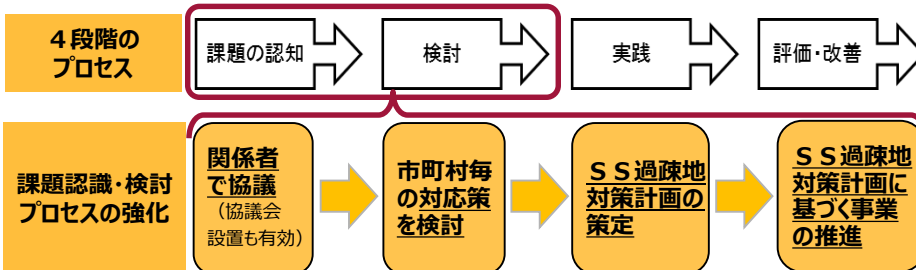 ４段階の
プロセス
課題の認知
検討
実践
評価・改善
課題認識・検討
プロセスの強化
関係者
で協議
（協議会
設置も有効）
市町村毎
の対応策
を検討
ＳＳ過疎地
対策計画の
策定
ＳＳ過疎地
対策計画に
基づく事業
の推進